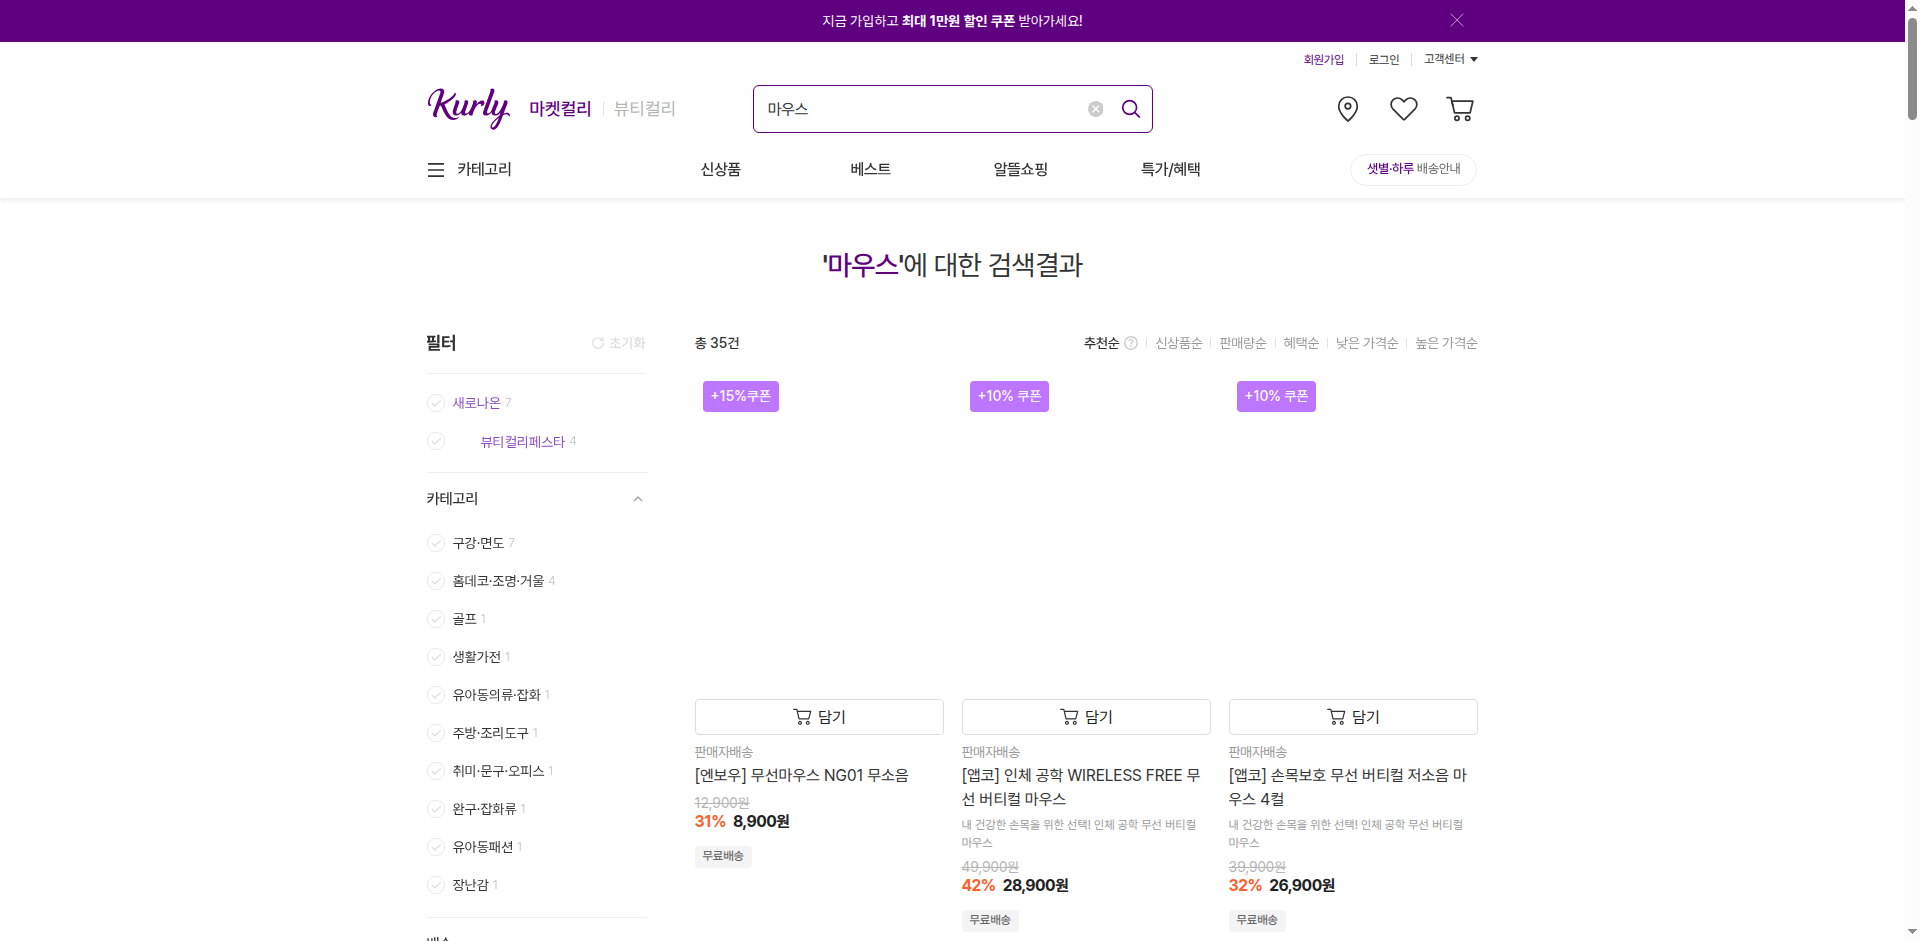 지금 가입하고 최대 1만원 할인 쿠폰 받아가세요!
회원가입
로그인
고객센터
Kurly
마켓컬리
뷰티컬리
마우스
카테고리
신상품
베스트
알뜰쇼핑
특가/혜택
샛별·하루 배송안내
'마우스'에 대한 검색결과
필터
초기화
새로나온 7
뷰티컬리페스타 4
카테고리
구강·면도 7
홈데코·조명·거울 4
골프 1
생활가전 1
유아동의류·잡화 1
주방·조리도구 1
취미·문구·오피스 1
완구·잡화류 1
유아동패션 1
장난감 1
총 35건
추천순 ?
신상품순
판매량순
혜택순
낮은 가격순
높은 가격순
+15%쿠폰
담기
판매자배송
[엔보우] 무선마우스 NG01 무소음
12,900원
31% 8,900원
무료배송
+10% 쿠폰
담기
판매자배송
[앱코] 인체 공학 WIRELESS FREE 무
선 버티컬 마우스
내 건강한 손목을 위한 선택! 인체 공학 무선 버티컬
마우스
49,900원
42% 28,900원
무료배송
+10% 쿠폰
담기
판매자배송
[앱코] 손목보호 무선 버티컬 저소음 마
우스 4컬
내 건강한 손목을 위한 선택! 인체 공학 무선 버티컬
마우스
39,900원
32% 26,900원
무료배송